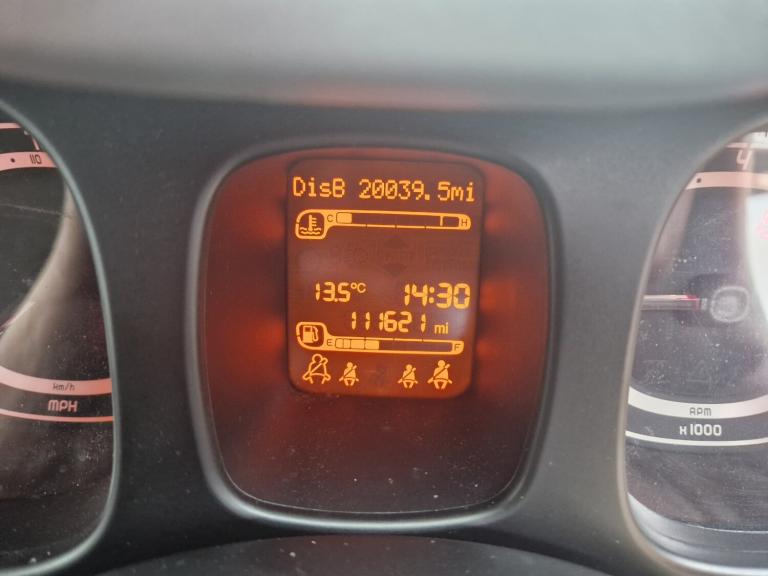 DisB 20039.5mi
C H
13.5°C 14:30
111621 mi
E F
110
km/h
MPH
4
RPM
x1000